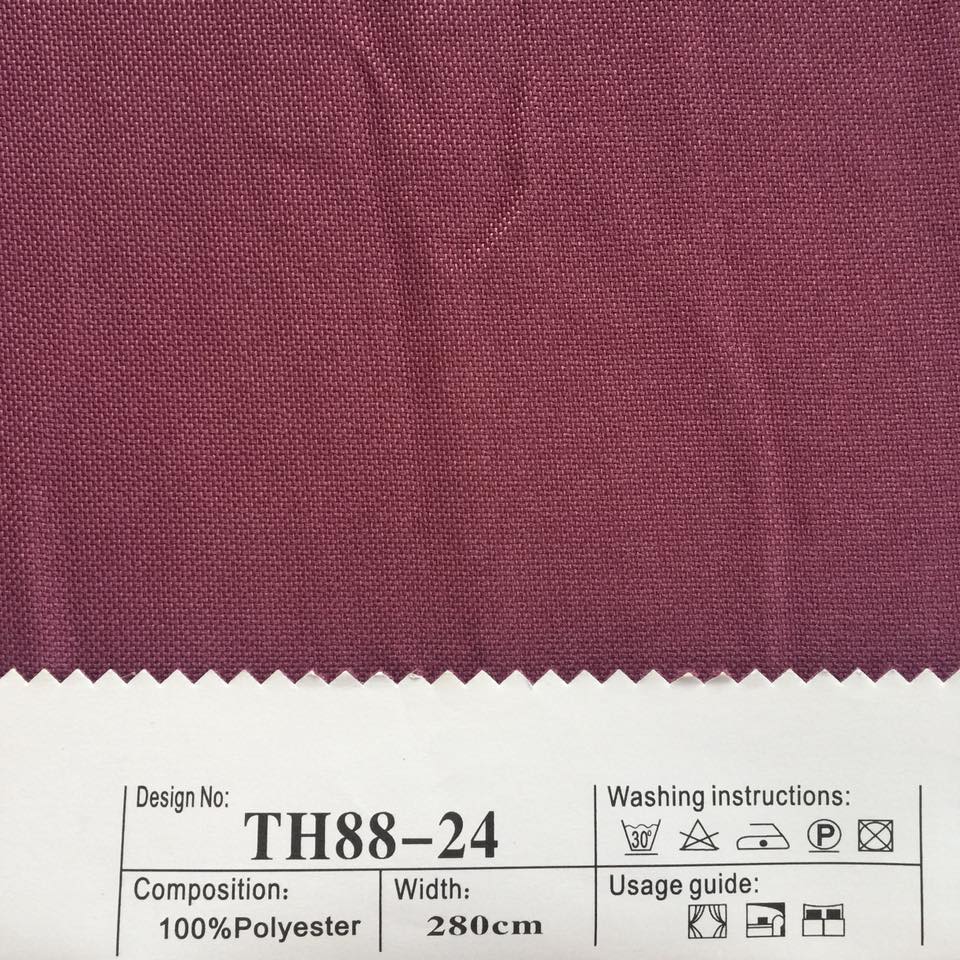 Design No:
TH88-24
Washing instructions:
30°
P
Composition:
100%Polyester
Width:
280cm
Usage guide: